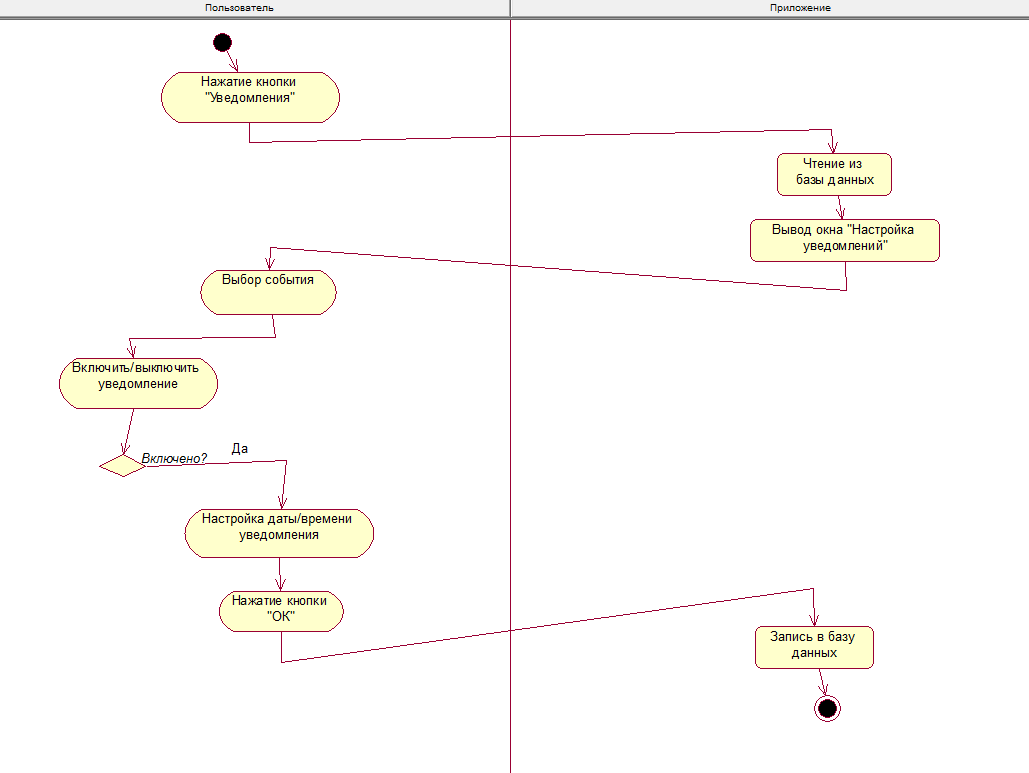 Пользователь
Приложение
Нажатие кнопки
"Уведомления"
Чтение из
базы данных
Вывод окна "Настройка
уведомлений"
Выбор события
Включить/выключить
уведомление
Включено?
Да
Настройка даты/времени
уведомления
Нажатие кнопки
"ОК"
Запись в базу
данных